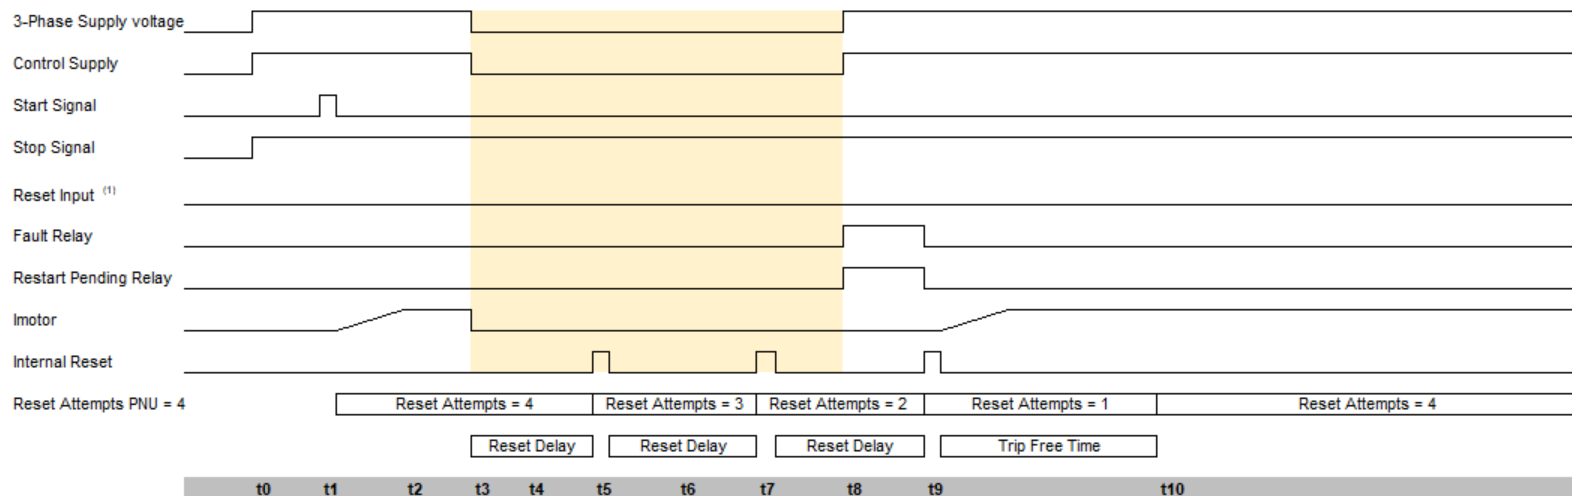 3-Phase Supply voltage
Control Supply
Start Signal
Stop Signal
Reset Input (1)
Fault Relay
Restart Pending Relay
Imotor
Internal Reset
Reset Attempts PNU = 4 Reset Attempts = 4 Reset Attempts = 3 Reset Attempts = 2 Reset Attempts = 1 Reset Attempts = 4
Reset Delay Reset Delay Reset Delay Trip Free Time
t0 t1 t2 t3 t4 t5 t6 t7 t8 t9 t10